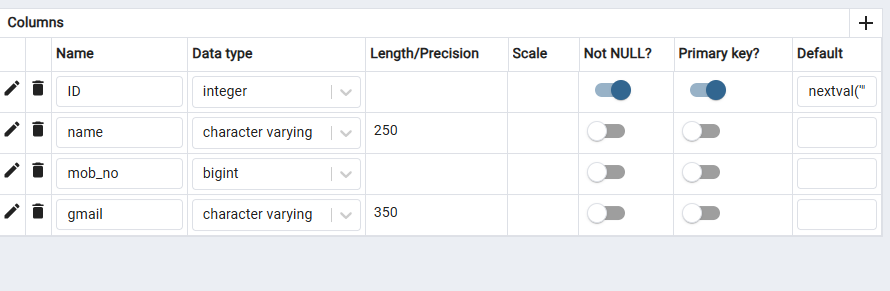 Columns
Name Data type Length/Precision Scale Not NULL? Primary key? Default
ID integer nextval('"
name character varying 250
mob_no bigint
gmail character varying 350